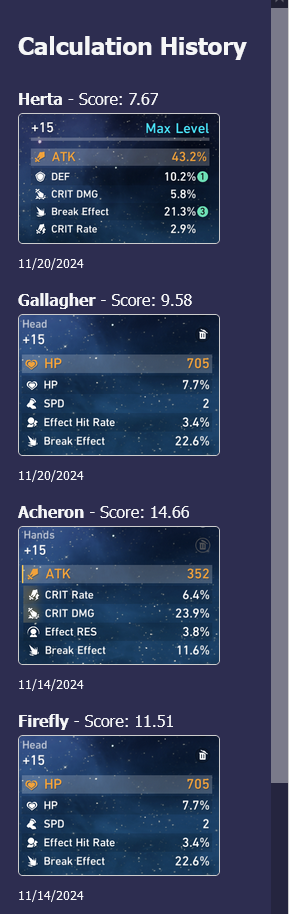 Calculation History
Herta - Score: 7.67
+15 Max Level
ATK 43.2%
DEF 10.2% 1
CRIT DMG 5.8%
Break Effect 21.3% 3
CRIT Rate 2.9%
11/20/2024
Gallagher - Score: 9.58
Head
+15
HP 705
HP 7.7%
SPD 2
Effect Hit Rate 3.4%
Break Effect 22.6%
11/20/2024
Acheron - Score: 14.66
Hands
+15
ATK 352
CRIT Rate 6.4%
CRIT DMG 23.9%
Effect RES 3.8%
Break Effect 11.6%
11/14/2024
Firefly - Score: 11.51
Head
+15
HP 705
HP 7.7%
SPD 2
Effect Hit Rate 3.4%
Break Effect 22.6%
11/14/2024